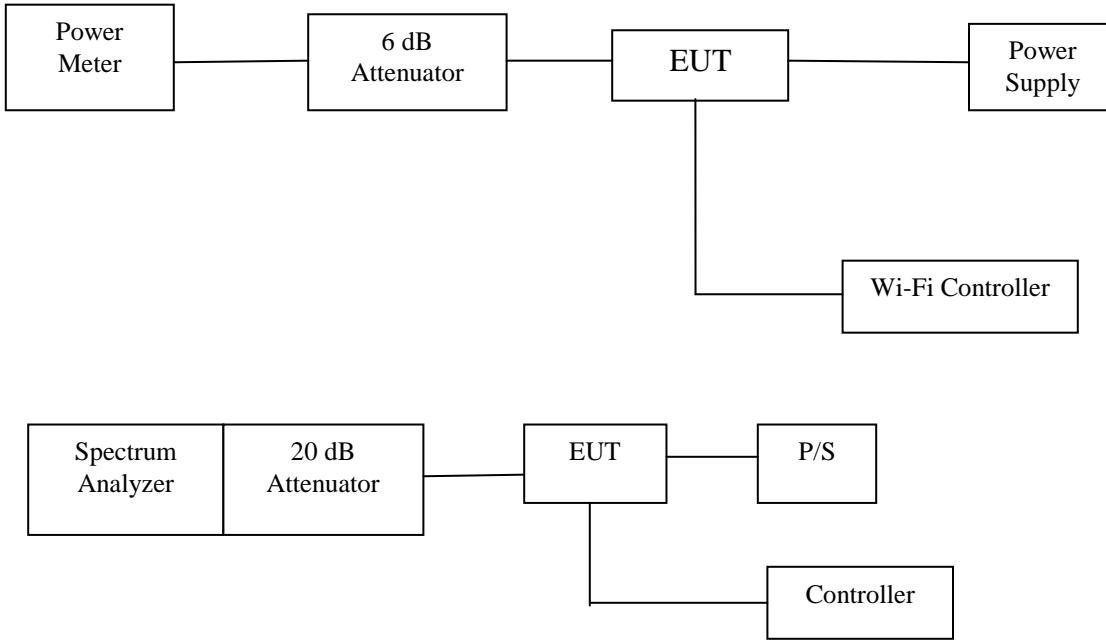 Power
Meter
6 dB
Attenuator
EUT
Power
Supply
Wi-Fi Controller
Spectrum
Analyzer
20 dB
Attenuator
EUT
P/S
Controller